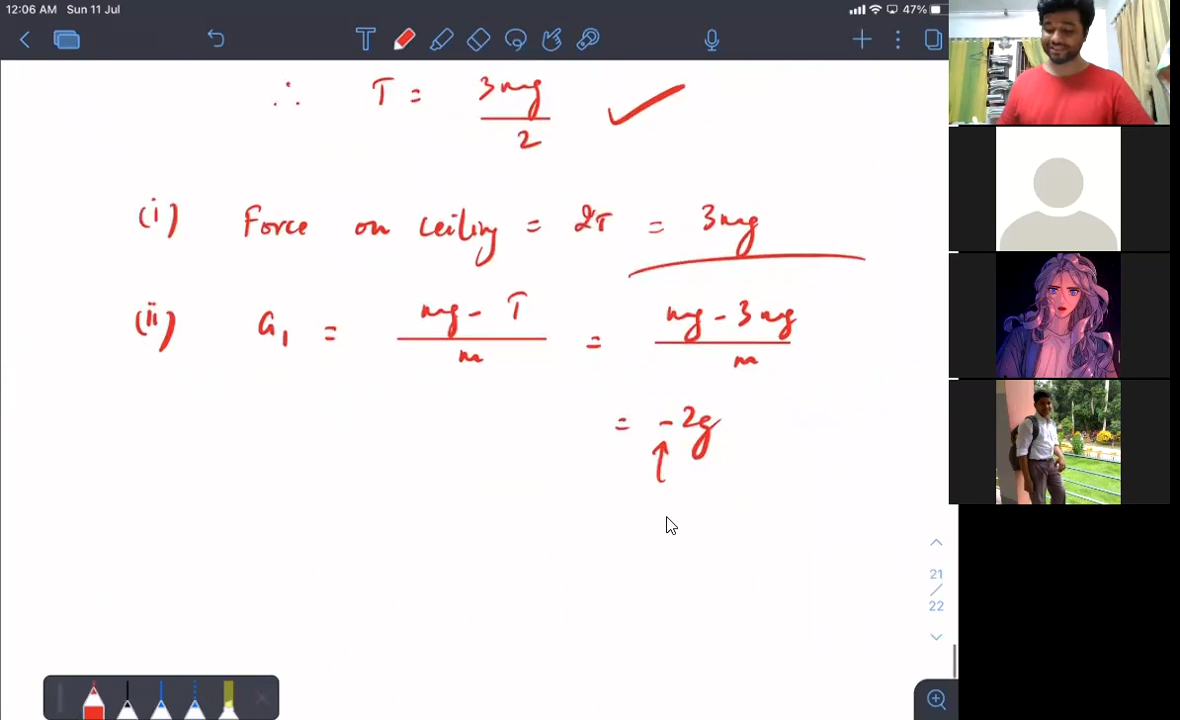 12:06 AM Sun 11 Jul 47%
T
∴ T = 3mg / 2 ✓
(i) Force on ceiling = 2T = 3mg
(ii) a₁ = mg - T / m = mg - 3mg / m
= - 2g
↑
21
/
22